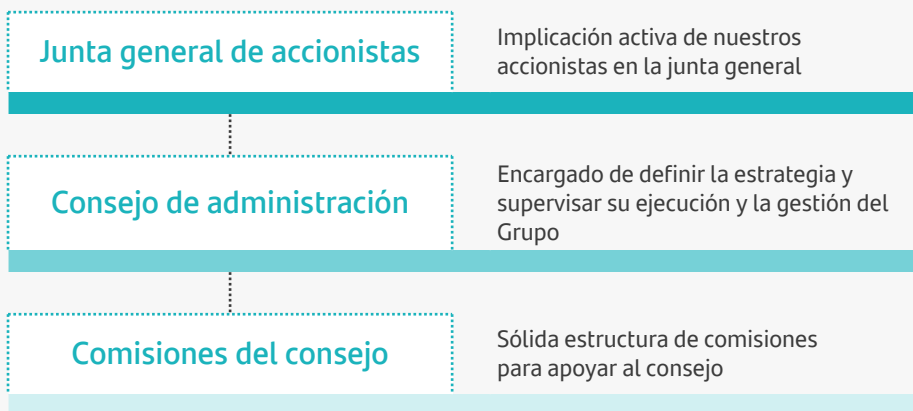 Junta general de accionistas
Implicación activa de nuestros
accionistas en la junta general
Consejo de administración
Encargado de definir la estrategia y
supervisar su ejecución y la gestión del
Grupo
Comisiones del consejo
Sólida estructura de comisiones
para apoyar al consejo